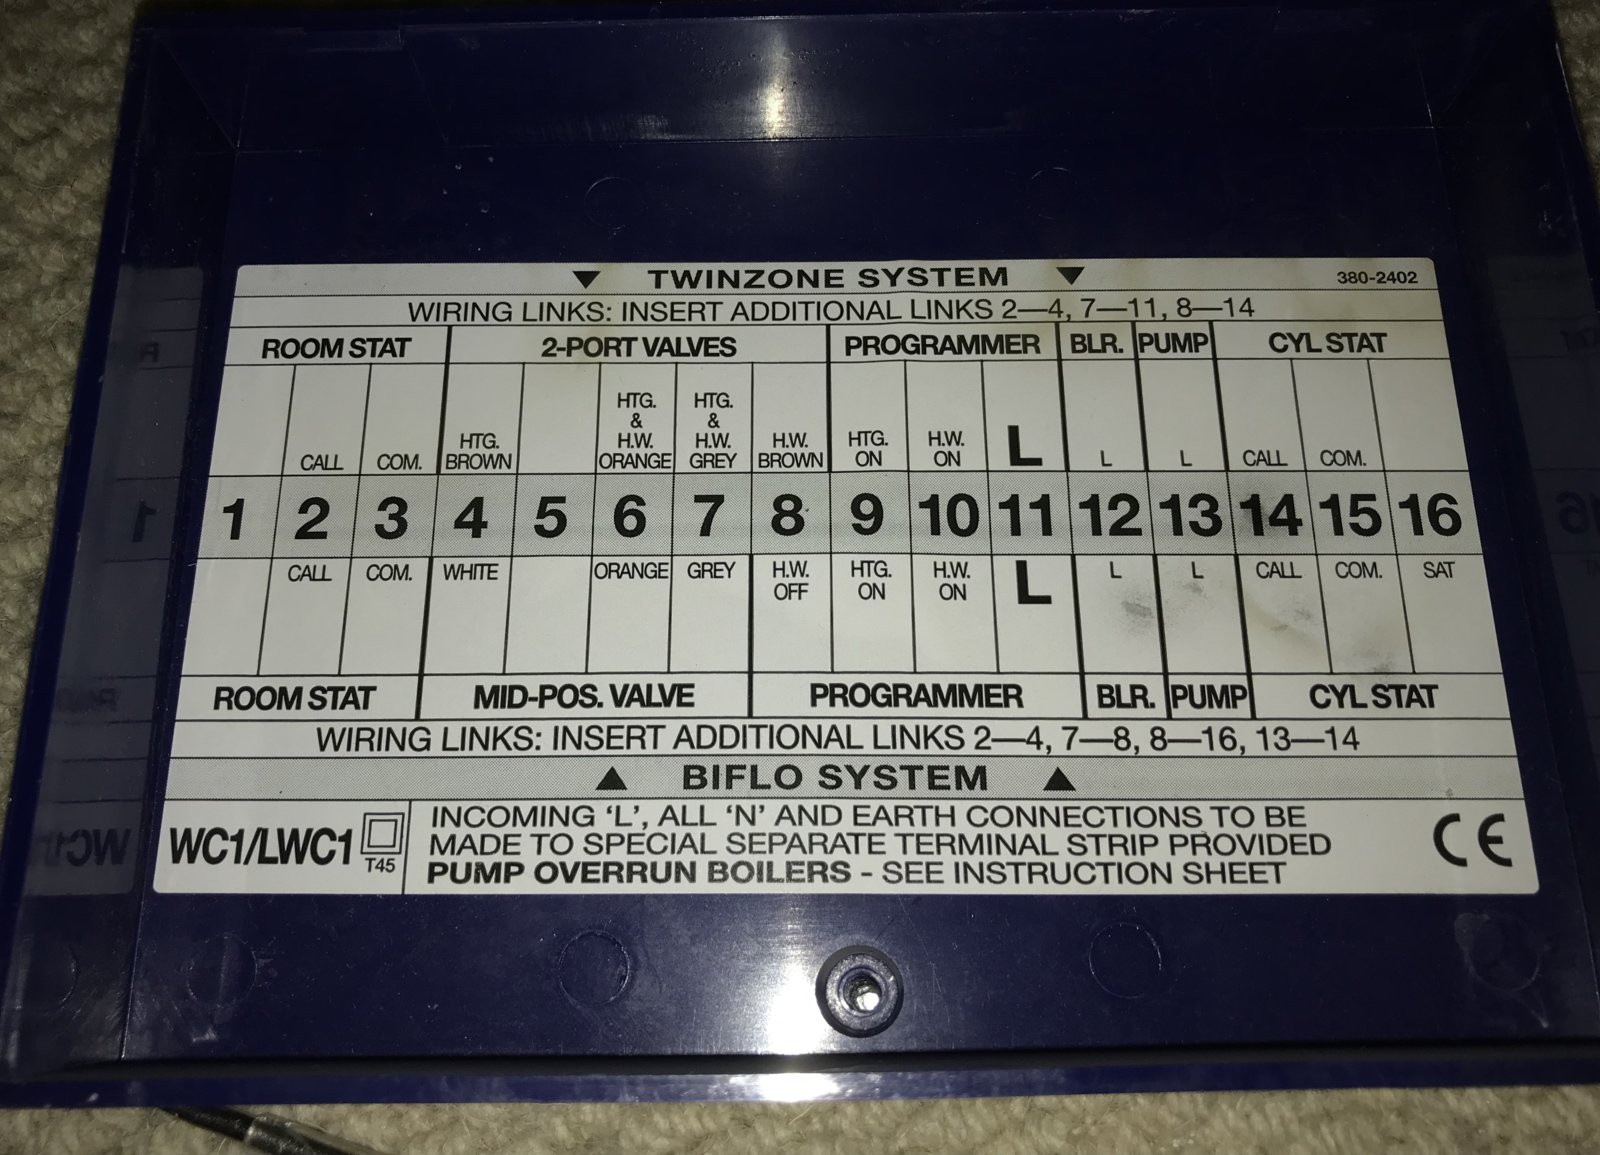 TWINZONE SYSTEM 380-2402
WIRING LINKS: INSERT ADDITIONAL LINKS 2—4, 7—11, 8—14
ROOM STAT 2-PORT VALVES PROGRAMMER BLR. PUMP CYL STAT
CALL COM. HTG. BROWN HTG. & H.W. ORANGE HTG. & H.W. GREY H.W. BROWN HTG. ON H.W. ON L L L CALL COM.
1 2 3 4 5 6 7 8 9 10 11 12 13 14 15 16
CALL COM. WHITE ORANGE GREY H.W. OFF HTG. ON H.W. ON L L L CALL COM. SAT
ROOM STAT MID-POS. VALVE PROGRAMMER BLR. PUMP CYL STAT
WIRING LINKS: INSERT ADDITIONAL LINKS 2—4, 7—8, 8—16, 13—14
BIFLO SYSTEM
WC1/LWC1 T45
INCOMING ‘L’, ALL ‘N’ AND EARTH CONNECTIONS TO BE
MADE TO SPECIAL SEPARATE TERMINAL STRIP PROVIDED
PUMP OVERRUN BOILERS - SEE INSTRUCTION SHEET
CE